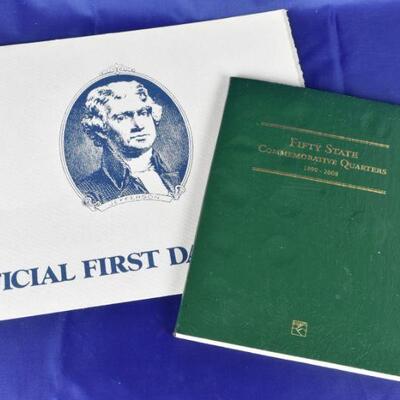 JEFFERSON
FICIAL FIRST DA
FIFTY STATE
COMMEMORATIVE QUARTERS
1999 - 2008